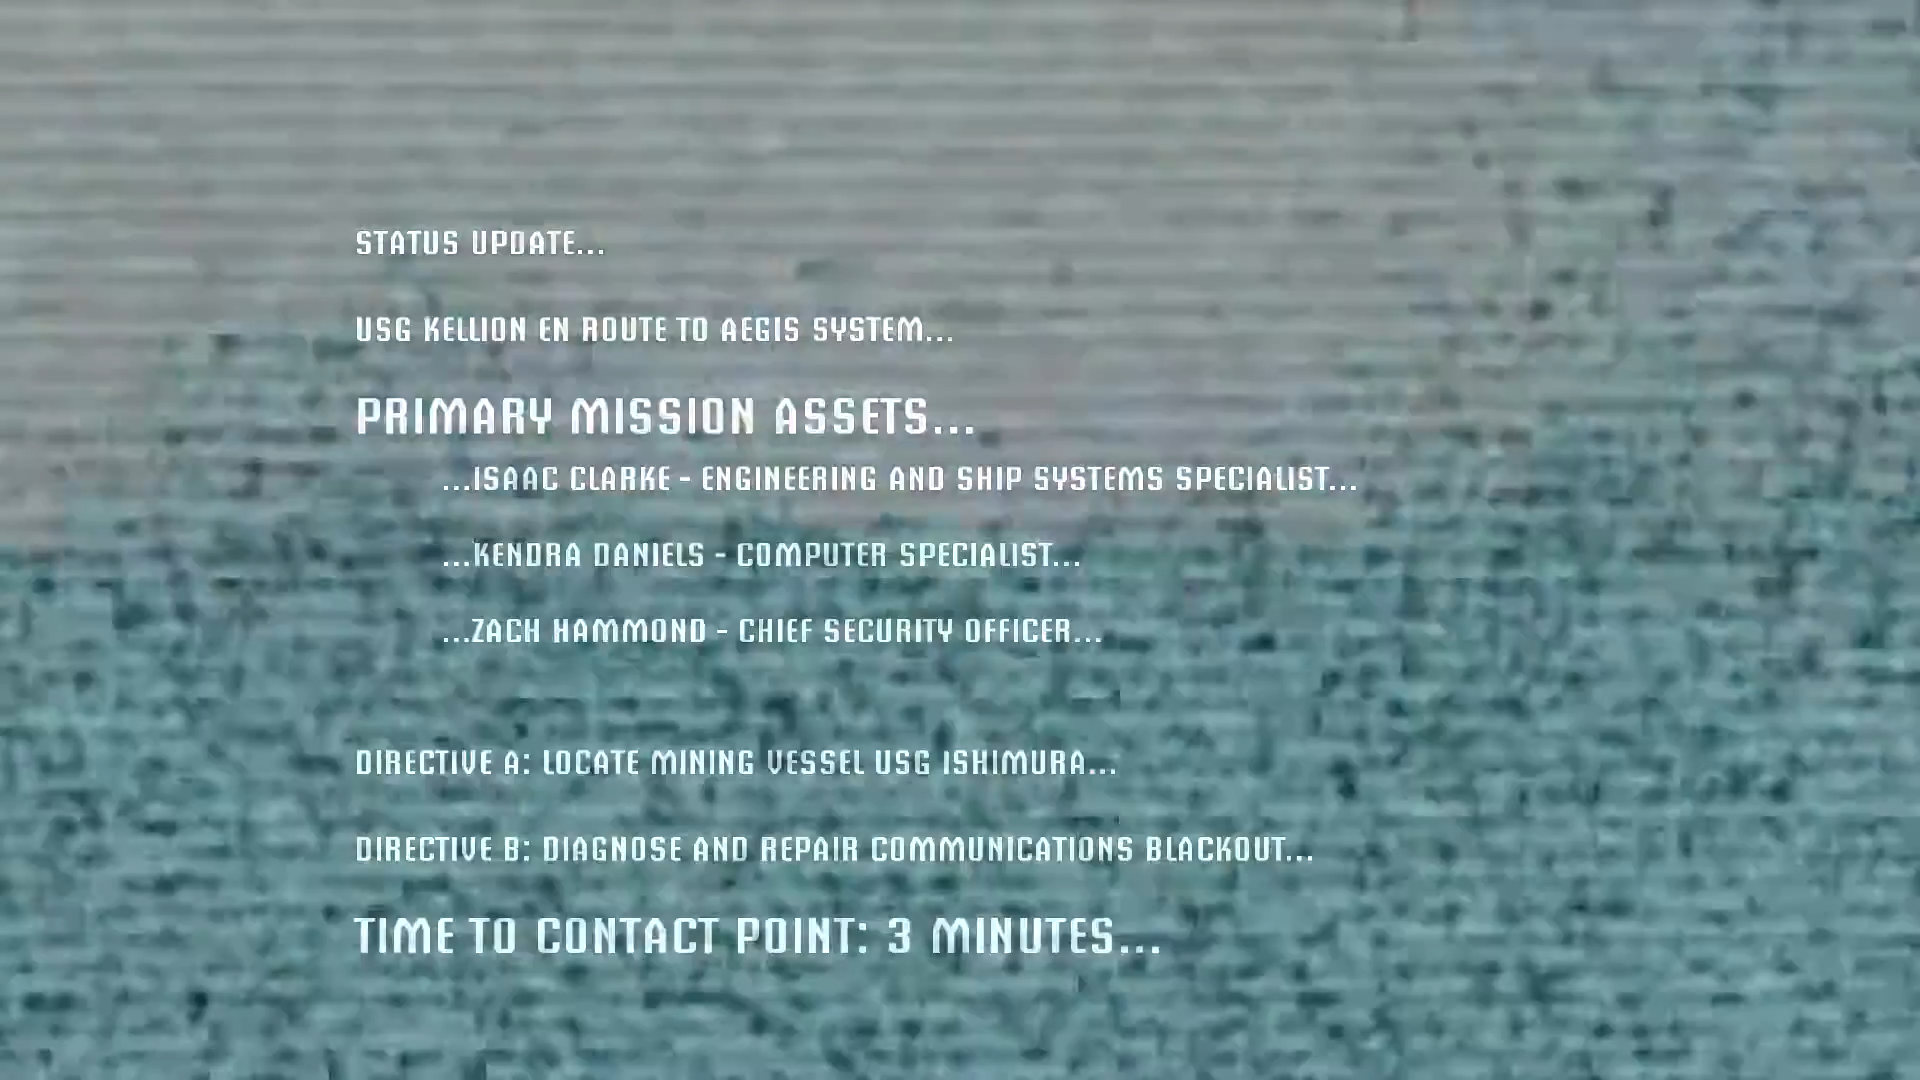 STATUS UPDATE...
USG KELLION EN ROUTE TO AEGIS SYSTEM...
PRIMARY MISSION ASSETS...
...ISAAC CLARKE - ENGINEERING AND SHIP SYSTEMS SPECIALIST...
...KENDRA DANIELS - COMPUTER SPECIALIST...
...ZACH HAMMOND - CHIEF SECURITY OFFICER...
DIRECTIVE A: LOCATE MINING VESSEL USG ISHIMURA...
DIRECTIVE B: DIAGNOSE AND REPAIR COMMUNICATIONS BLACKOUT...
TIME TO CONTACT POINT: 3 MINUTES...